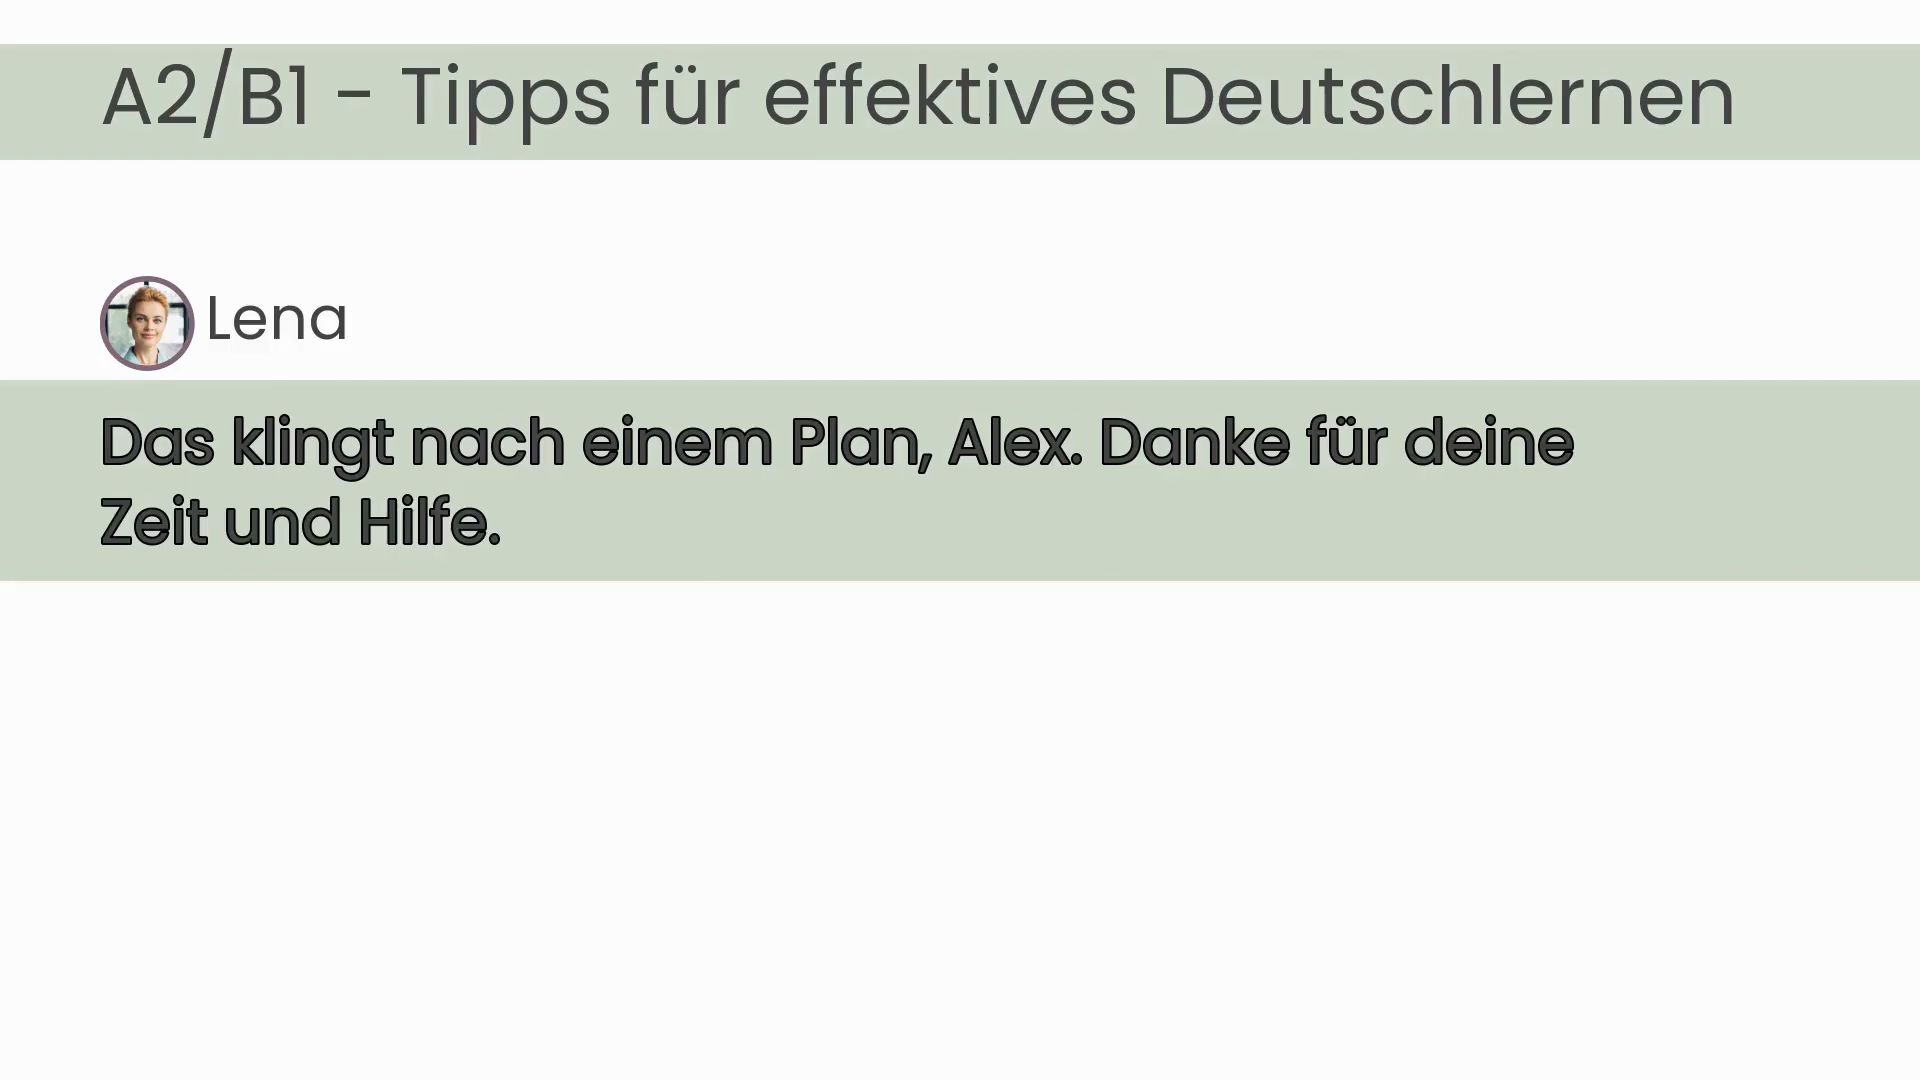 A2/B1 - Tipps für effektives Deutschlernen
Lena
Das klingt nach einem Plan, Alex. Danke für deine
Zeit und Hilfe.